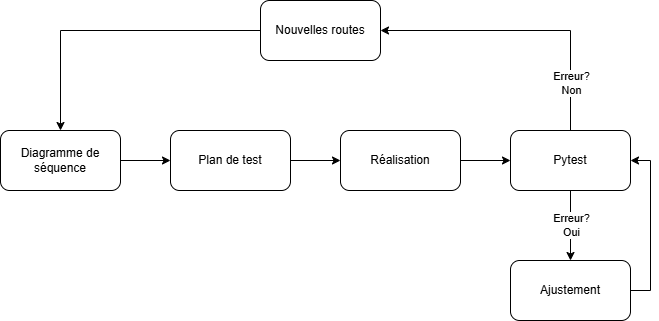 Nouvelles routes
Erreur?
Non
Diagramme de
séquence
Plan de test
Réalisation
Pytest
Erreur?
Oui
Ajustement